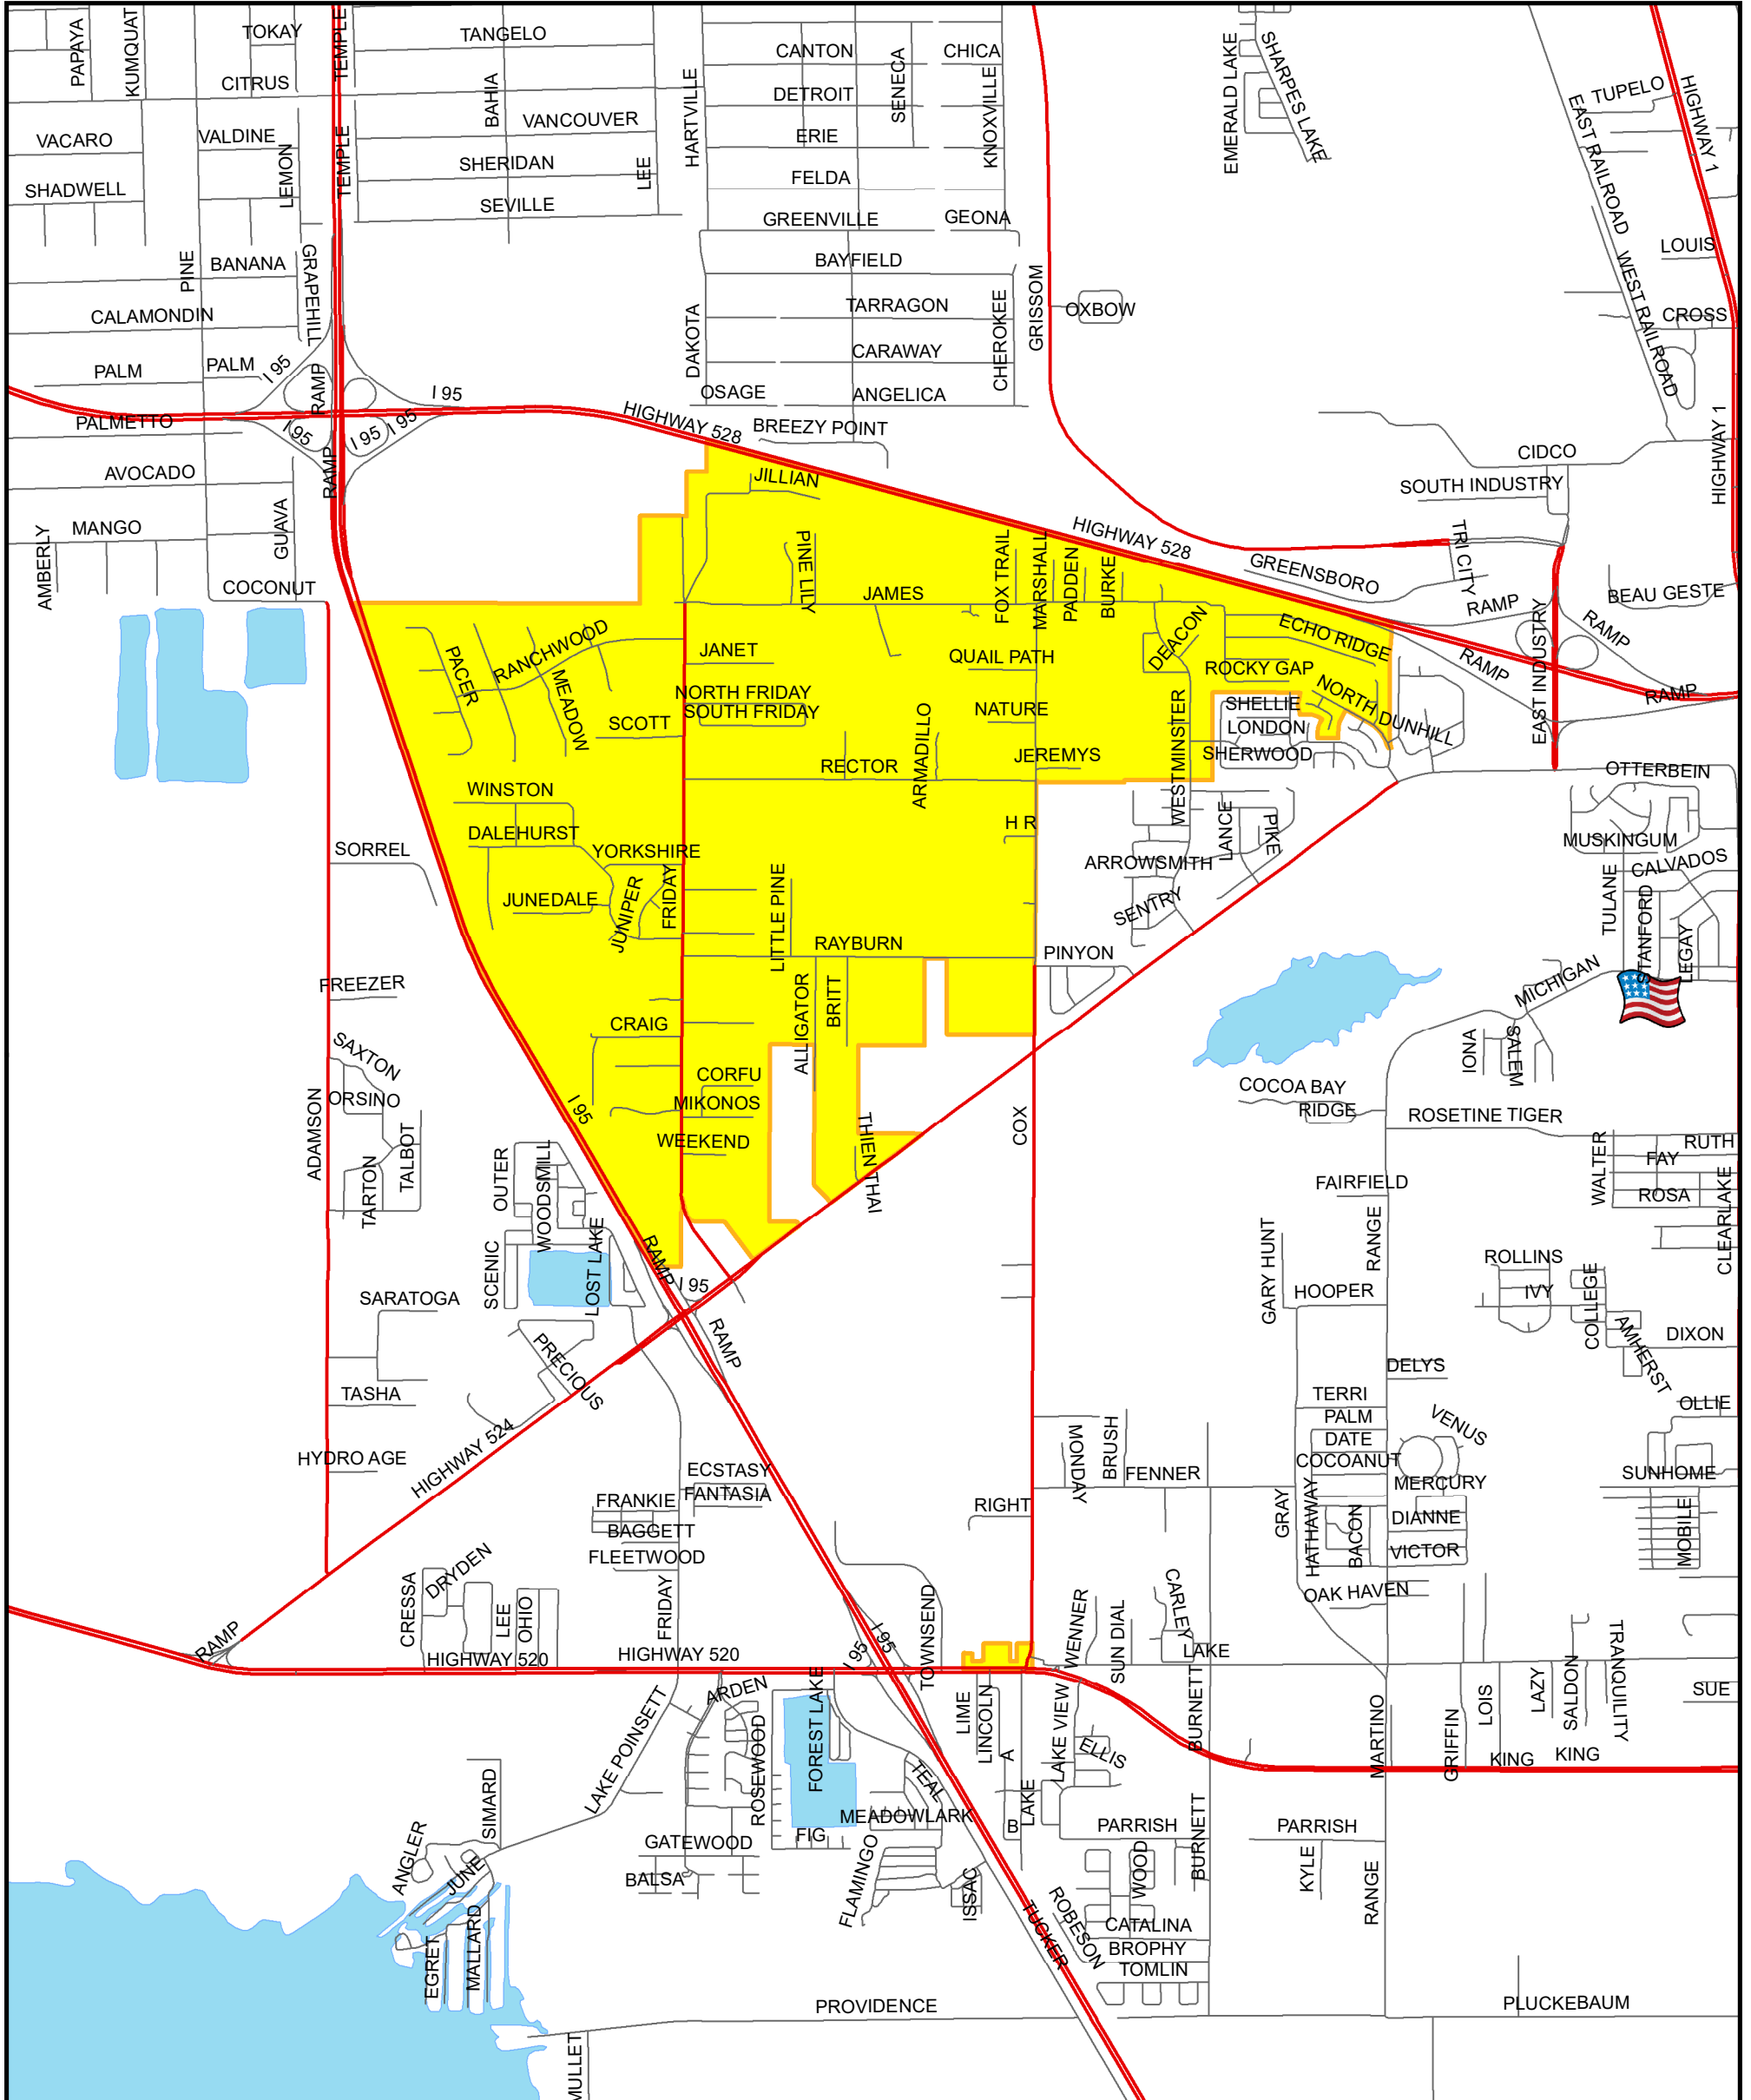 PAPAYA
KUMQUAT
TOKAY
TEMPLE
TANGELO
CANTON
CHICA
SENECA
EMERALD LAKE
SHARPES LAKE
CITRUS
BAHIA
HARTVILLE
DETROIT
KNOXVILLE
TUPELO
HIGHWAY 1
VACARO
VALDINE
LEMON
TEMPLE
VANCOUVER
ERIE
EAST RAILROAD
SHADWELL
SHERIDAN
LEE
FELDA
SEVILLE
GREENVILLE
GEONA
PINE
BANANA
GRAPEHILL
BAYFIELD
LOUIS
WEST RAILROAD
CALAMONDIN
DAKOTA
TARRAGON
CHEROKEE
GRISSOM
OXBOW
CROSS
PALM
PALM
I 95
RAMP
CARAWAY
I 95
OSAGE
ANGELICA
PALMETTO
I 95
I 95
I 95
HIGHWAY 528
BREEZY POINT
HIGHWAY 1
CIDCO
AVOCADO
RAMP
JILLIAN
SOUTH INDUSTRY
AMBERLY
MANGO
GUAVA
PINE LILY
FOX TRAIL
MARSHALL
PADDEN
BURKE
HIGHWAY 528
TRI CITY
GREENSBORO
COCONUT
JAMES
RAMP
BEAU GESTE
RAMP
PACER
RANCHWOOD
MEADOW
JANET
QUAIL PATH
DEACON
ECHO RIDGE
ROCKY GAP
RAMP
EAST INDUSTRY
NORTH FRIDAY
SOUTH FRIDAY
SCOTT
NATURE
WESTMINSTER
SHELLIE
NORTH DUNHILL
RAMP
LONDON
RECTOR
ARMADILLO
JEREMYS
SHERWOOD
OTTERBEIN
WINSTON
DALEHURST
H R
LANCE
PIKE
MUSKINGUM
SORREL
YORKSHIRE
ARROWSMITH
CALVADOS
JUNEDALE
JUNIPER
FRIDAY
LITTLE PINE
SENTRY
TULANE
STANFORD
LEGAY
RAYBURN
PINYON
FREEZER
ALLIGATOR
BRITT
MICHIGAN
CRAIG
SAXTON
IONA
SALEM
ORSINO
ADAMSON
I 95
CORFU
MIKONOS
COCOA BAY
RIDGE
ROSETINE TIGER
COX
TARTON
TALBOT
OUTER
WOODSMILL
WEEKEND
THIEN THAI
WALTER
RUTH
FAY
ROSA
CLEARLAKE
FAIRFIELD
RANGE
SCENIC
LOST LAKE
RAMP
I 95
GARY HUNT
HOOPER
ROLLINS
IVY
COLLEGE
AMHERST
DIXON
SARATOGA
PRECIOUS
RAMP
DELYS
TASHA
TERRI
PALM
VENUS
OLLIE
HIGHWAY 524
DATE
COCOANUT
HYDRO AGE
ECSTASY
FANTASIA
MONDAY
BRUSH
FENNER
SUNHOME
MERCURY
FRANKIE
RIGHT
GRAY
HATHAWAY
BACON
DIANNE
MOBILE
BAGGETT
FLEETWOOD
VICTOR
CRESSA
DRYDEN
LEE
OHIO
FRIDAY
TOWNSEND
WENNER
SUN DIAL
CARLEY
OAK HAVEN
RAMP
HIGHWAY 520
HIGHWAY 520
I 95
I 95
LAKE
TRANQUILITY
LAKE POINSETT
ARDEN
ROSEWOOD
FOREST LAKE
LIME
LINCOLN
A
LAKE VIEW
BURNETT
MARTINO
GRIFFIN
LOIS
LAZY
SALDON
SUE
ELLIS
KING
KING
SIMARD
TEAL
LAKE
MEADOWLARK
B
PARRISH
PARRISH
FIG
ANGLER
JUNE
GATEWOOD
FLAMINGO
WOOD
BURNETT
KYLE
RANGE
BALSA
ISSAC
ROBESON
TUCKER
EGRET
MALLARD
CATALINA
BROPHY
TOMLIN
PROVIDENCE
PLUCKEBAUM
MULLET